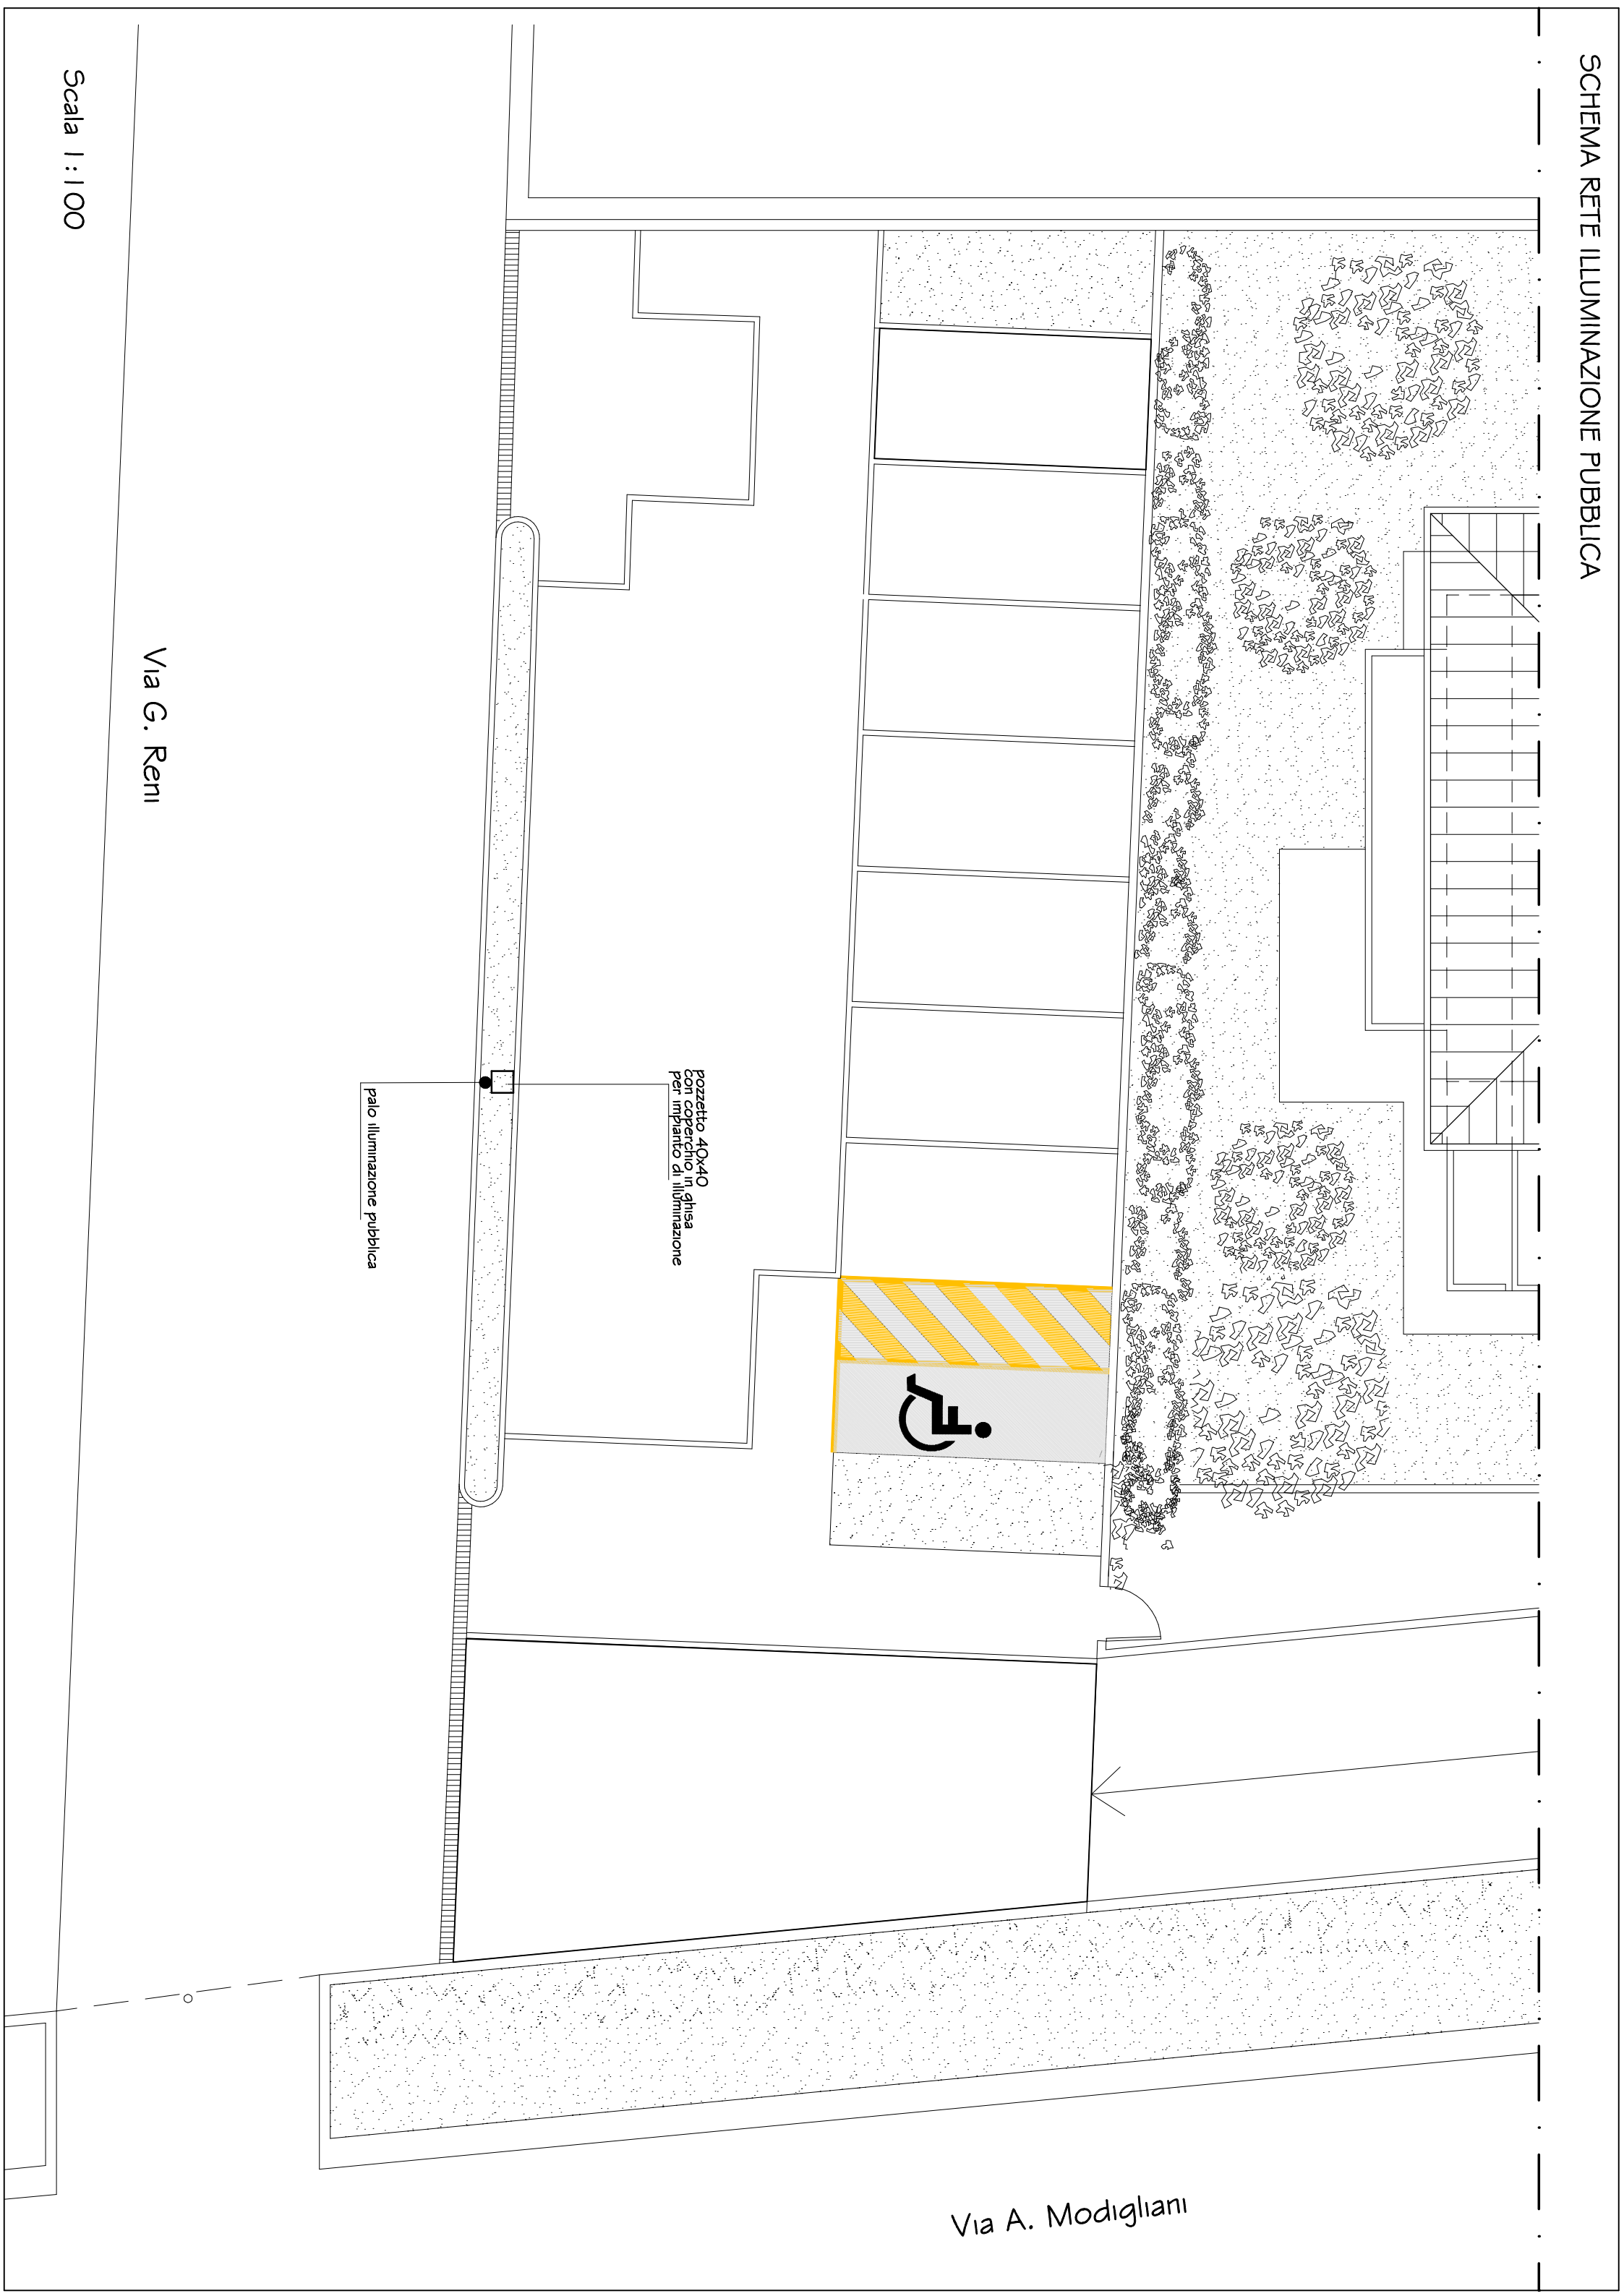 SCHEMA RETE ILLUMINAZIONE PUBBLICA
pozzetto 40x40
con coperchio in ghisa
per impianto di illuminazione
palo illuminazione pubblica
Via G. Reni
Via A. Modigliani
Scala 1:100